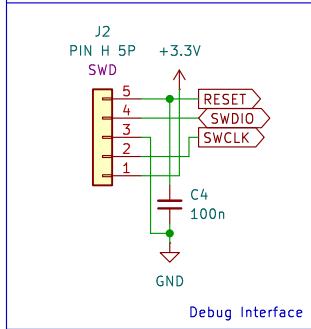 J2
PIN H 5P
+3.3V
SWD
5
RESET
4
SWDIO
3
SWCLK
2
1
C4
100n
GND
Debug Interface